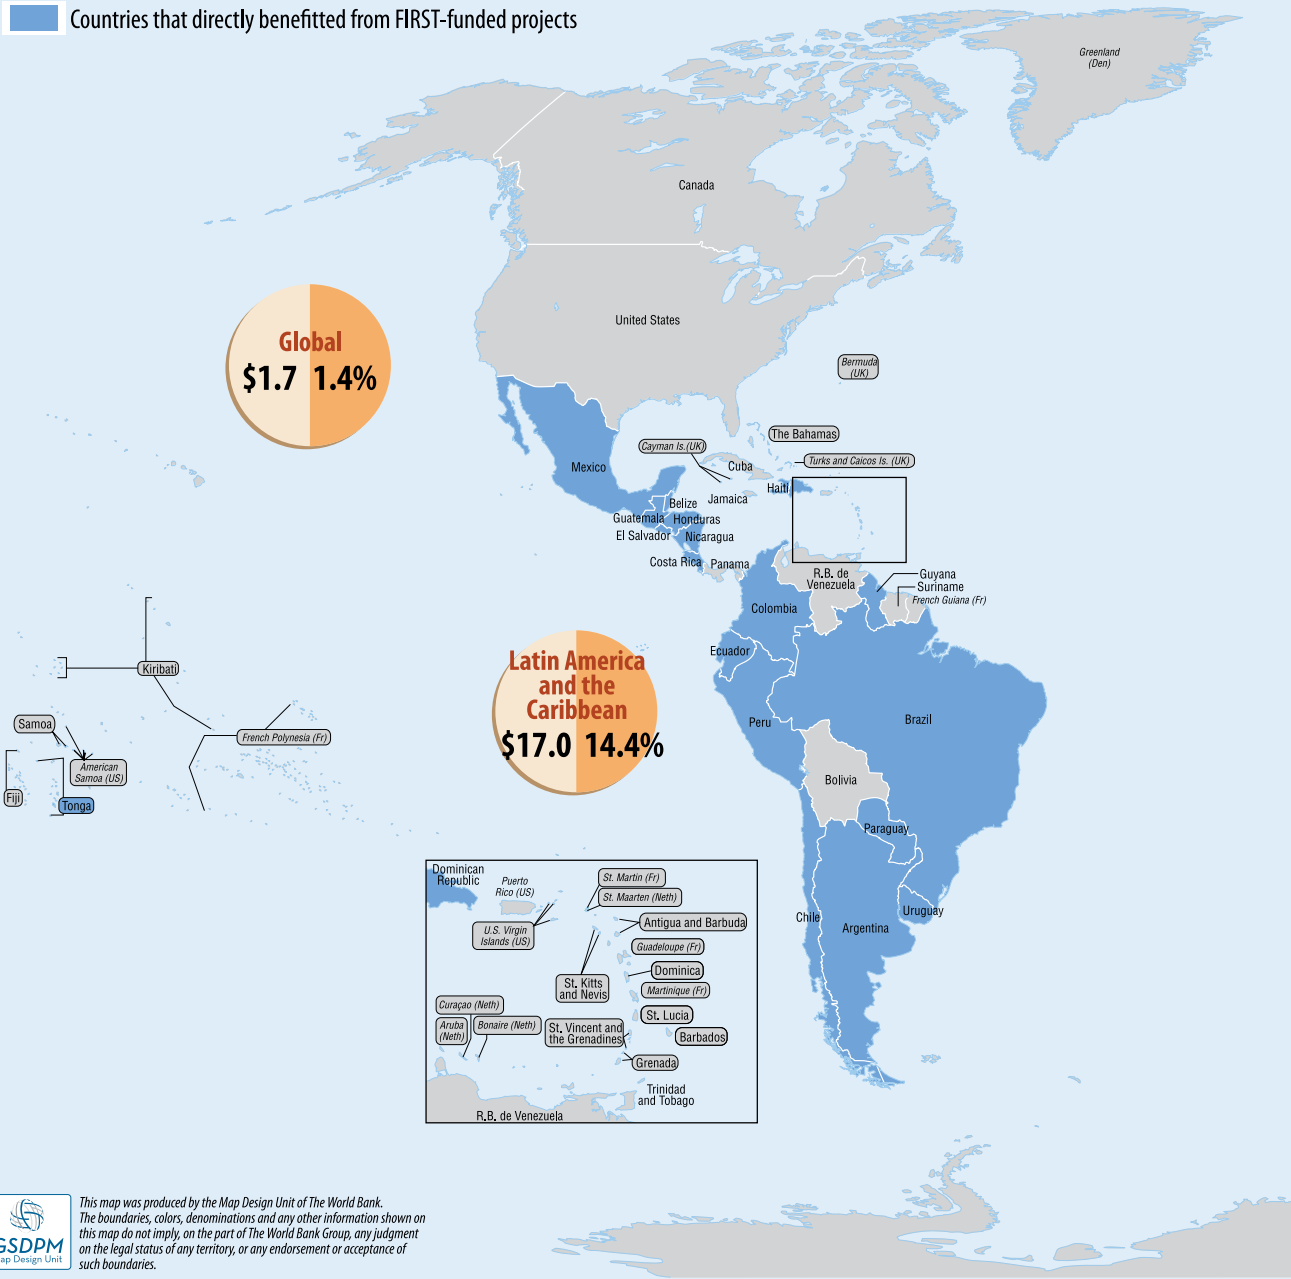 Countries that directly benefitted from FIRST-funded projects
Greenland
(Den)
Canada
United States
Global
$1.7 1.4%
Bermuda
(UK)
The Bahamas
Cayman Is.(UK)
Turks and Caicos Is. (UK)
Cuba
Mexico
Haiti
Jamaica
Belize
Guatemala
Honduras
El Salvador
Nicaragua
Costa Rica
Panama
R.B. de
Venezuela
Guyana
Suriname
French Guiana (Fr)
Colombia
Ecuador
Latin America
and the
Caribbean
$17.0 14.4%
Kiribati
Peru
Brazil
Samoa
French Polynesia (Fr)
American
Samoa (US)
Fiji
Tonga
Bolivia
Paraguay
Chile
Uruguay
Argentina
Dominican
Republic
Puerto
Rico (US)
St. Martin (Fr)
St. Maarten (Neth)
U.S. Virgin
Islands (US)
Antigua and Barbuda
Guadeloupe (Fr)
Dominica
St. Kitts
and Nevis
Martinique (Fr)
Curaçao (Neth)
St. Lucia
Aruba
(Neth)
Bonaire (Neth)
St. Vincent and
the Grenadines
Barbados
Grenada
Trinidad
and Tobago
R.B. de Venezuela
GSDPM
Map Design Unit
This map was produced by the Map Design Unit of The World Bank.
The boundaries, colors, denominations and any other information shown on
this map do not imply, on the part of The World Bank Group, any judgment
on the legal status of any territory, or any endorsement or acceptance of
such boundaries.